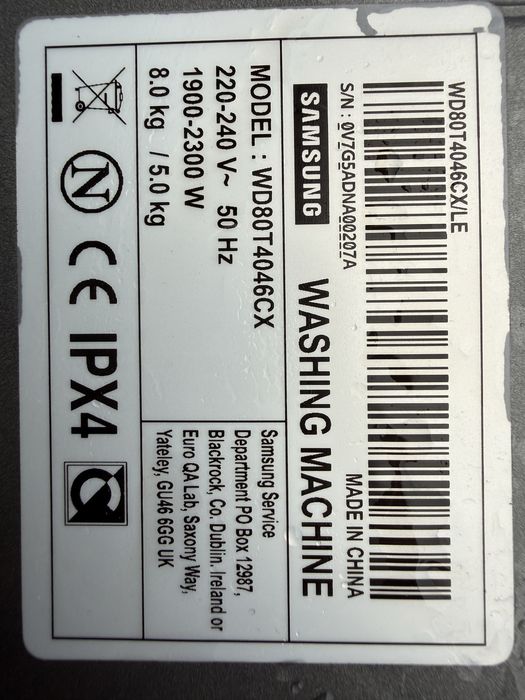 WD80T4046CX/LE
S/N : 0V7G5ADNA00207A
MADE IN CHINA
SAMSUNG WASHING MACHINE
MODEL : WD80T4046CX
220-240 V~ 50 Hz
1900-2300 W
8.0 kg / 5.0 kg
Samsung Service
Department PO Box 12987,
Blackrock, Co. Dublin. Ireland or
Euro QA Lab, Saxony Way,
Yateley, GU46 6GG UK
N CE IPX4